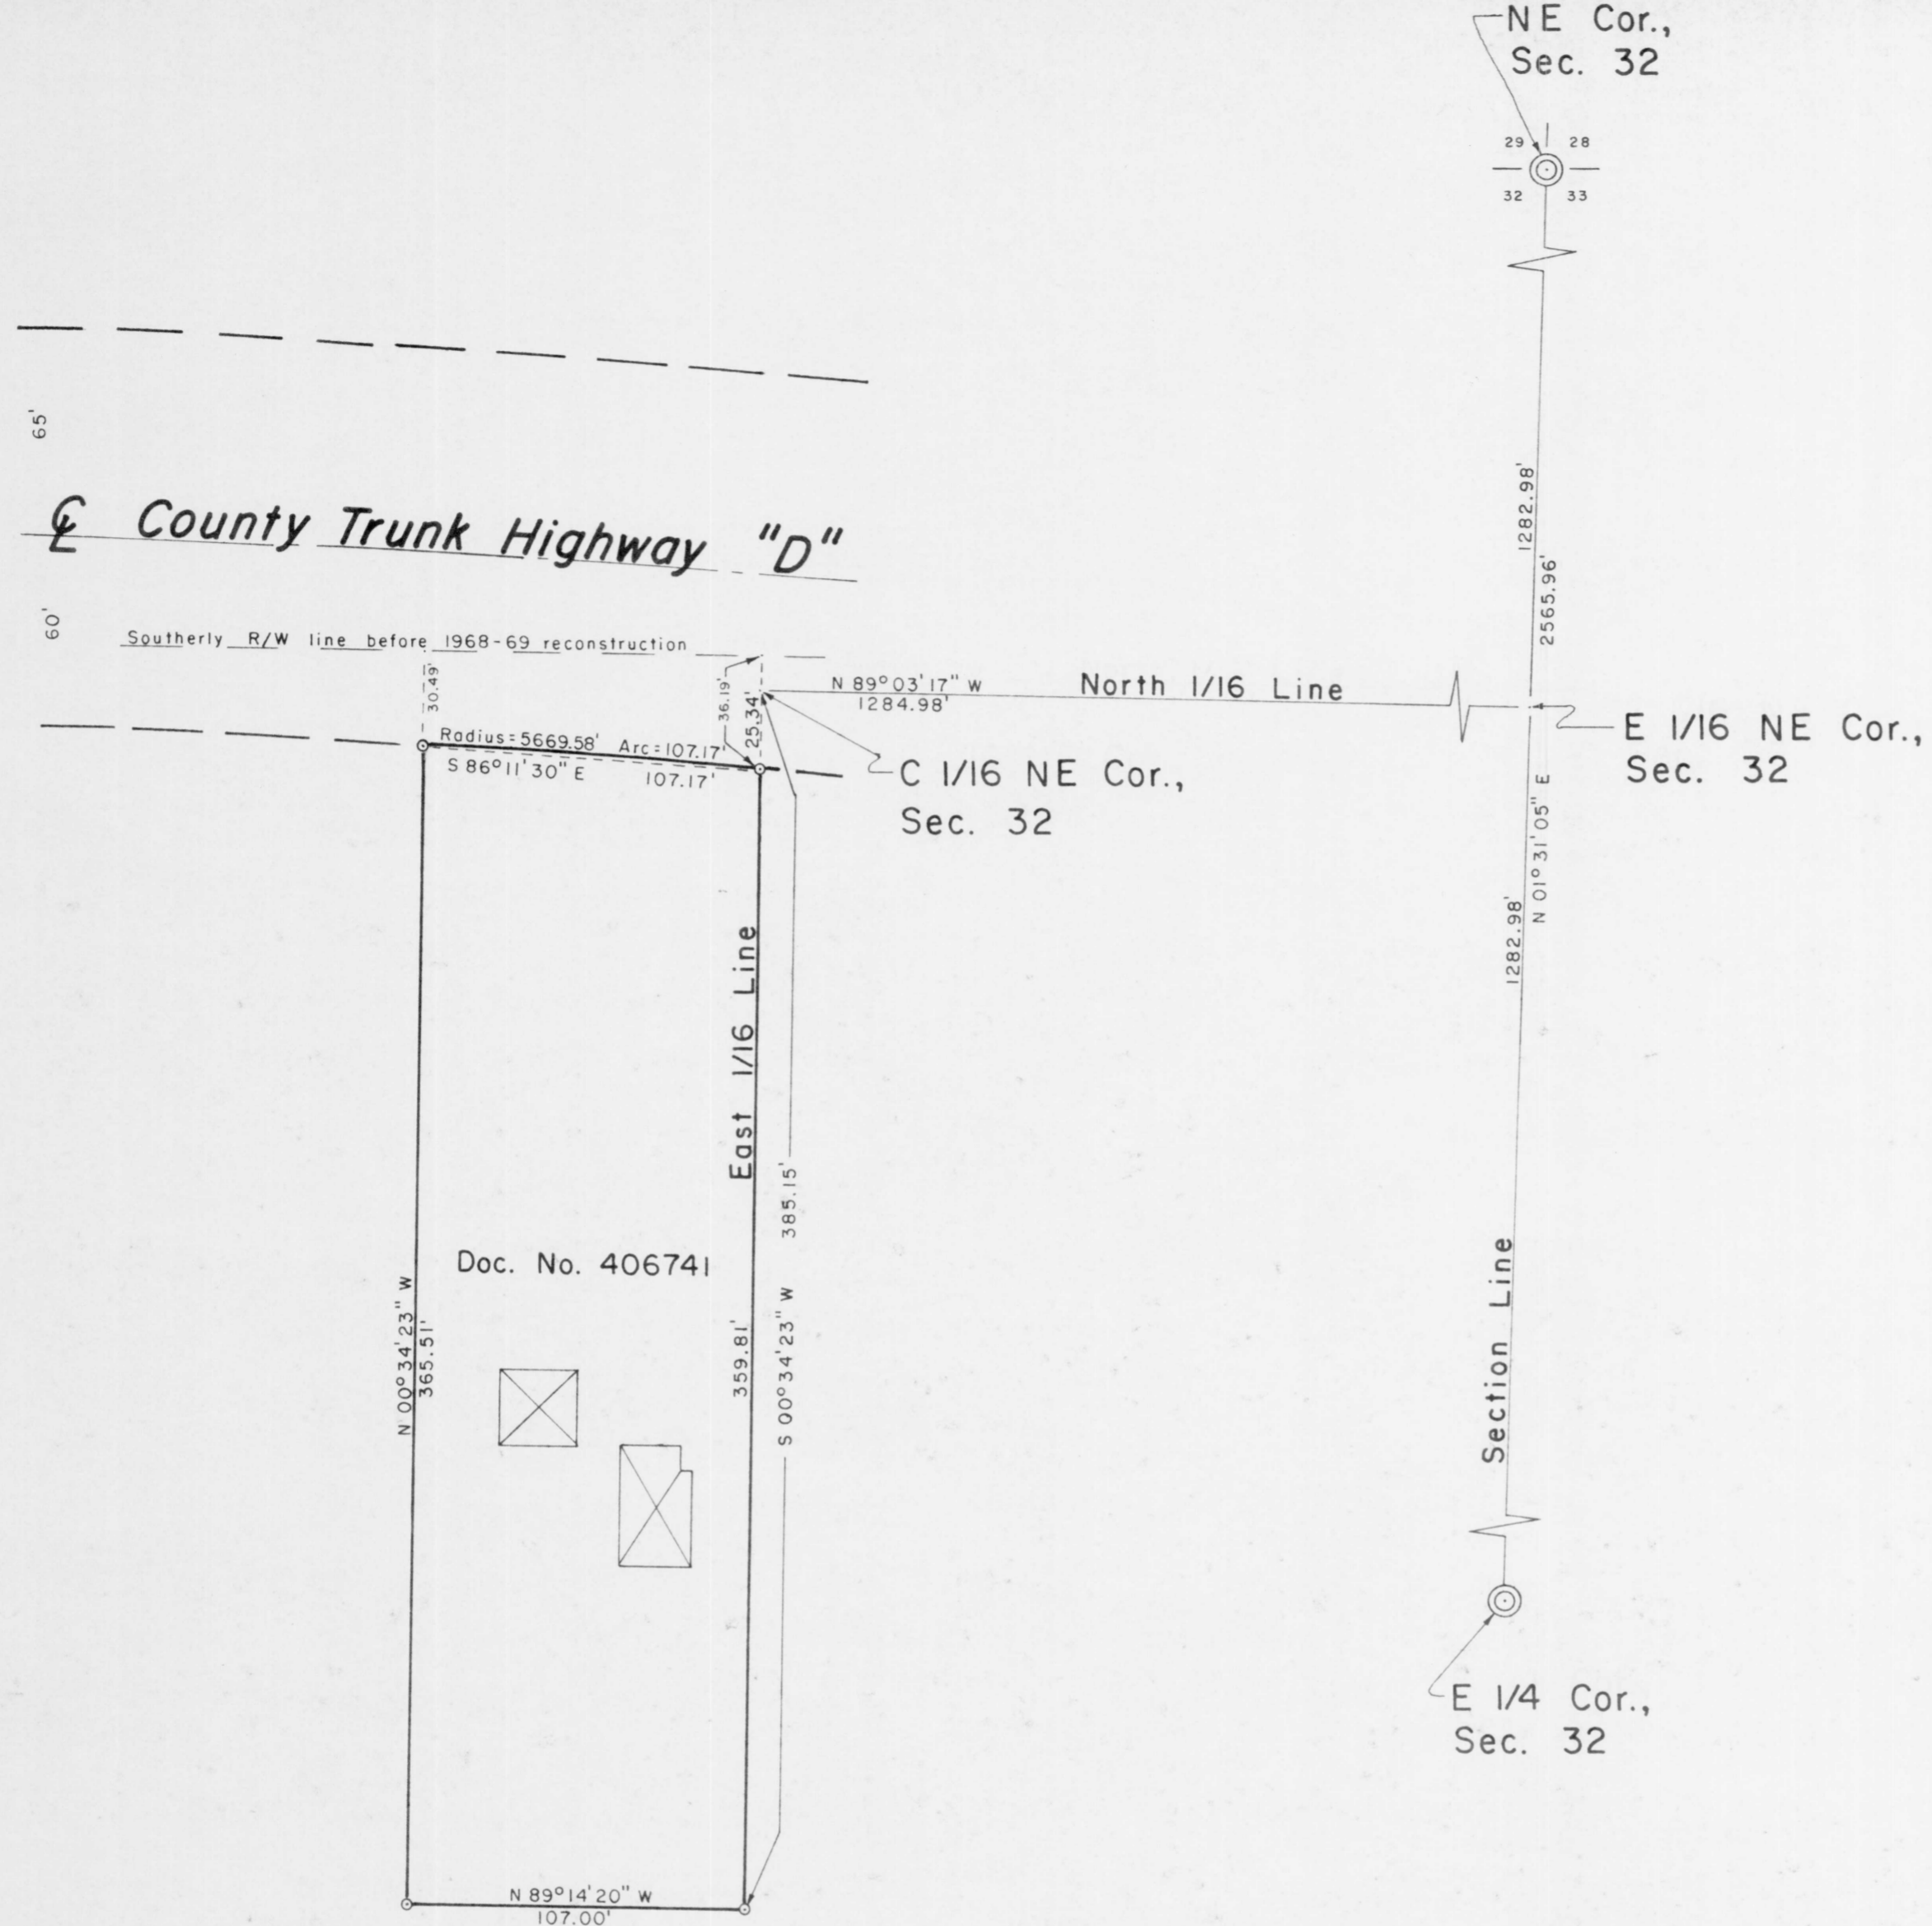 NE Cor.,
Sec. 32
29 28
32 33
65'
℄ County Trunk Highway "D"
60'
Southerly R/W line before 1968-69 reconstruction
30.49'
36.19'
25.34'
N 89°03'17" W
1284.98'
North 1/16 Line
1282.98'
2565.96'
E 1/16 NE Cor.,
Sec. 32
Radius=5669.58' Arc=107.17'
S 86°11'30" E 107.17'
C 1/16 NE Cor.,
Sec. 32
N 01°31'05" E
1282.98'
East 1/16 Line
385.15'
S 00°34'23" W
Doc. No. 406741
N 00°34'23" W
365.51'
359.81'
Section Line
E 1/4 Cor.,
Sec. 32
N 89°14'20" W
107.00'